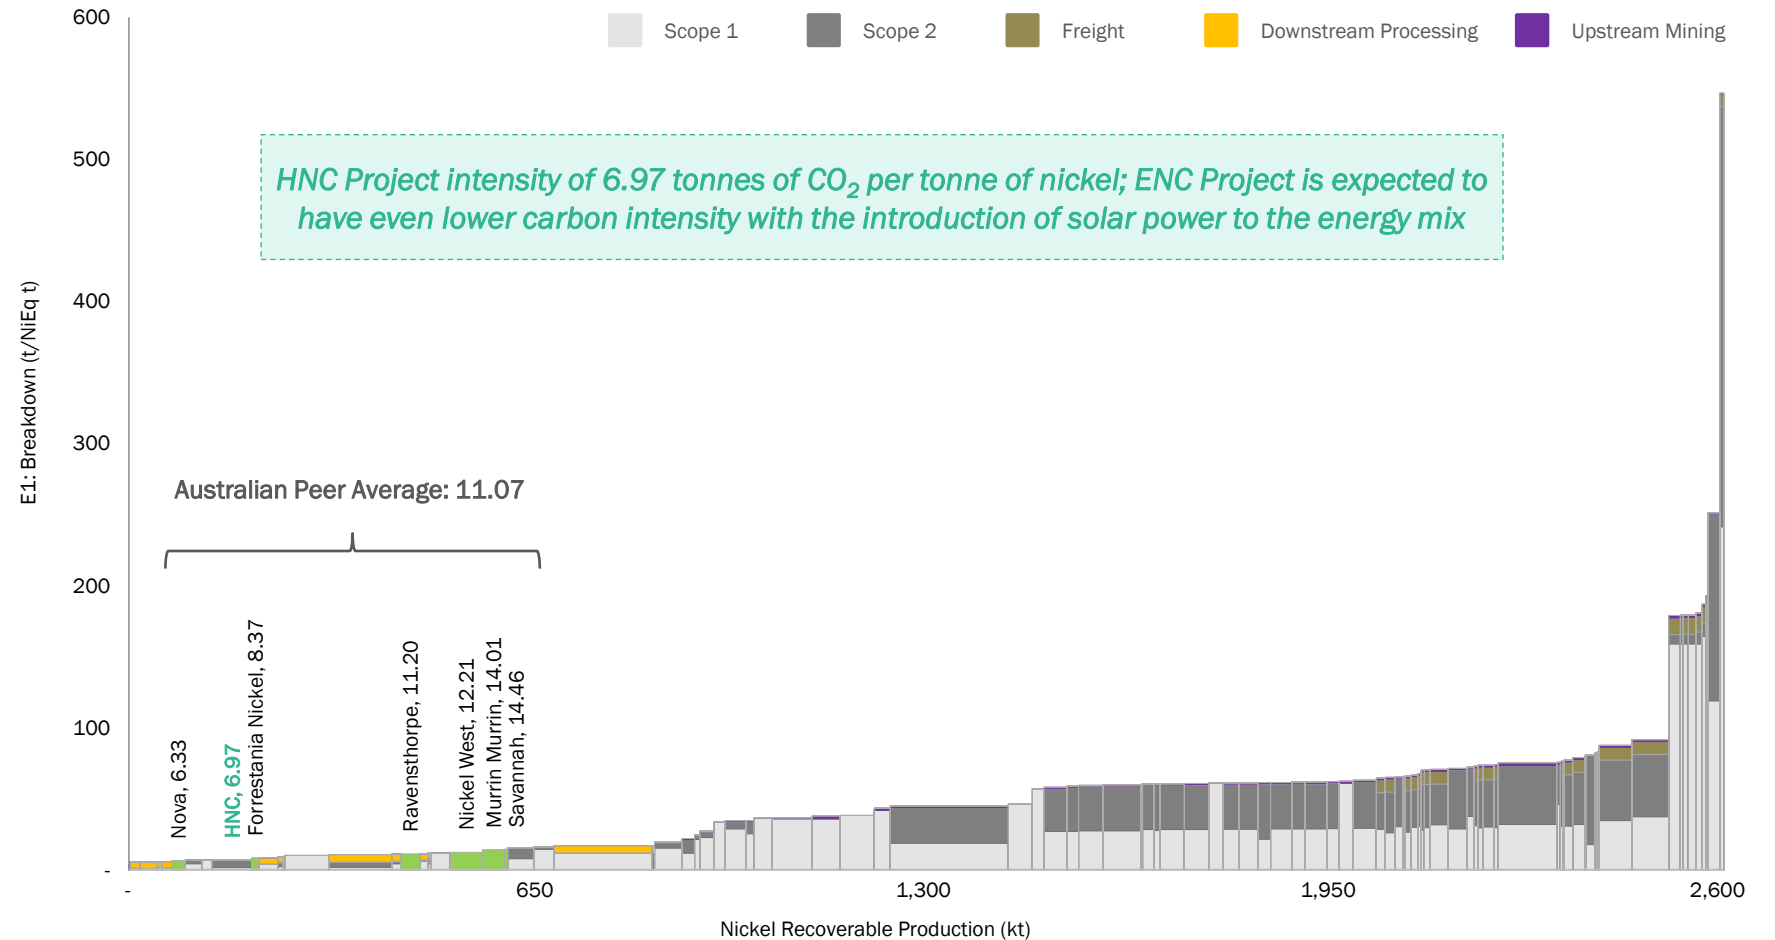 600
Scope 1
Scope 2
Freight
Downstream Processing
Upstream Mining
500
HNC Project intensity of 6.97 tonnes of CO₂ per tonne of nickel; ENC Project is expected to
have even lower carbon intensity with the introduction of solar power to the energy mix
400
E1: Breakdown (t/NiEq t)
300
Australian Peer Average: 11.07
200
Nova, 6.33
HNC, 6.97
Forrestania Nickel, 8.37
Ravensthorpe, 11.20
Nickel West, 12.21
Murrin Murrin, 14.01
Savannah, 14.46
100
-
-
650
1,300
1,950
2,600
Nickel Recoverable Production (kt)